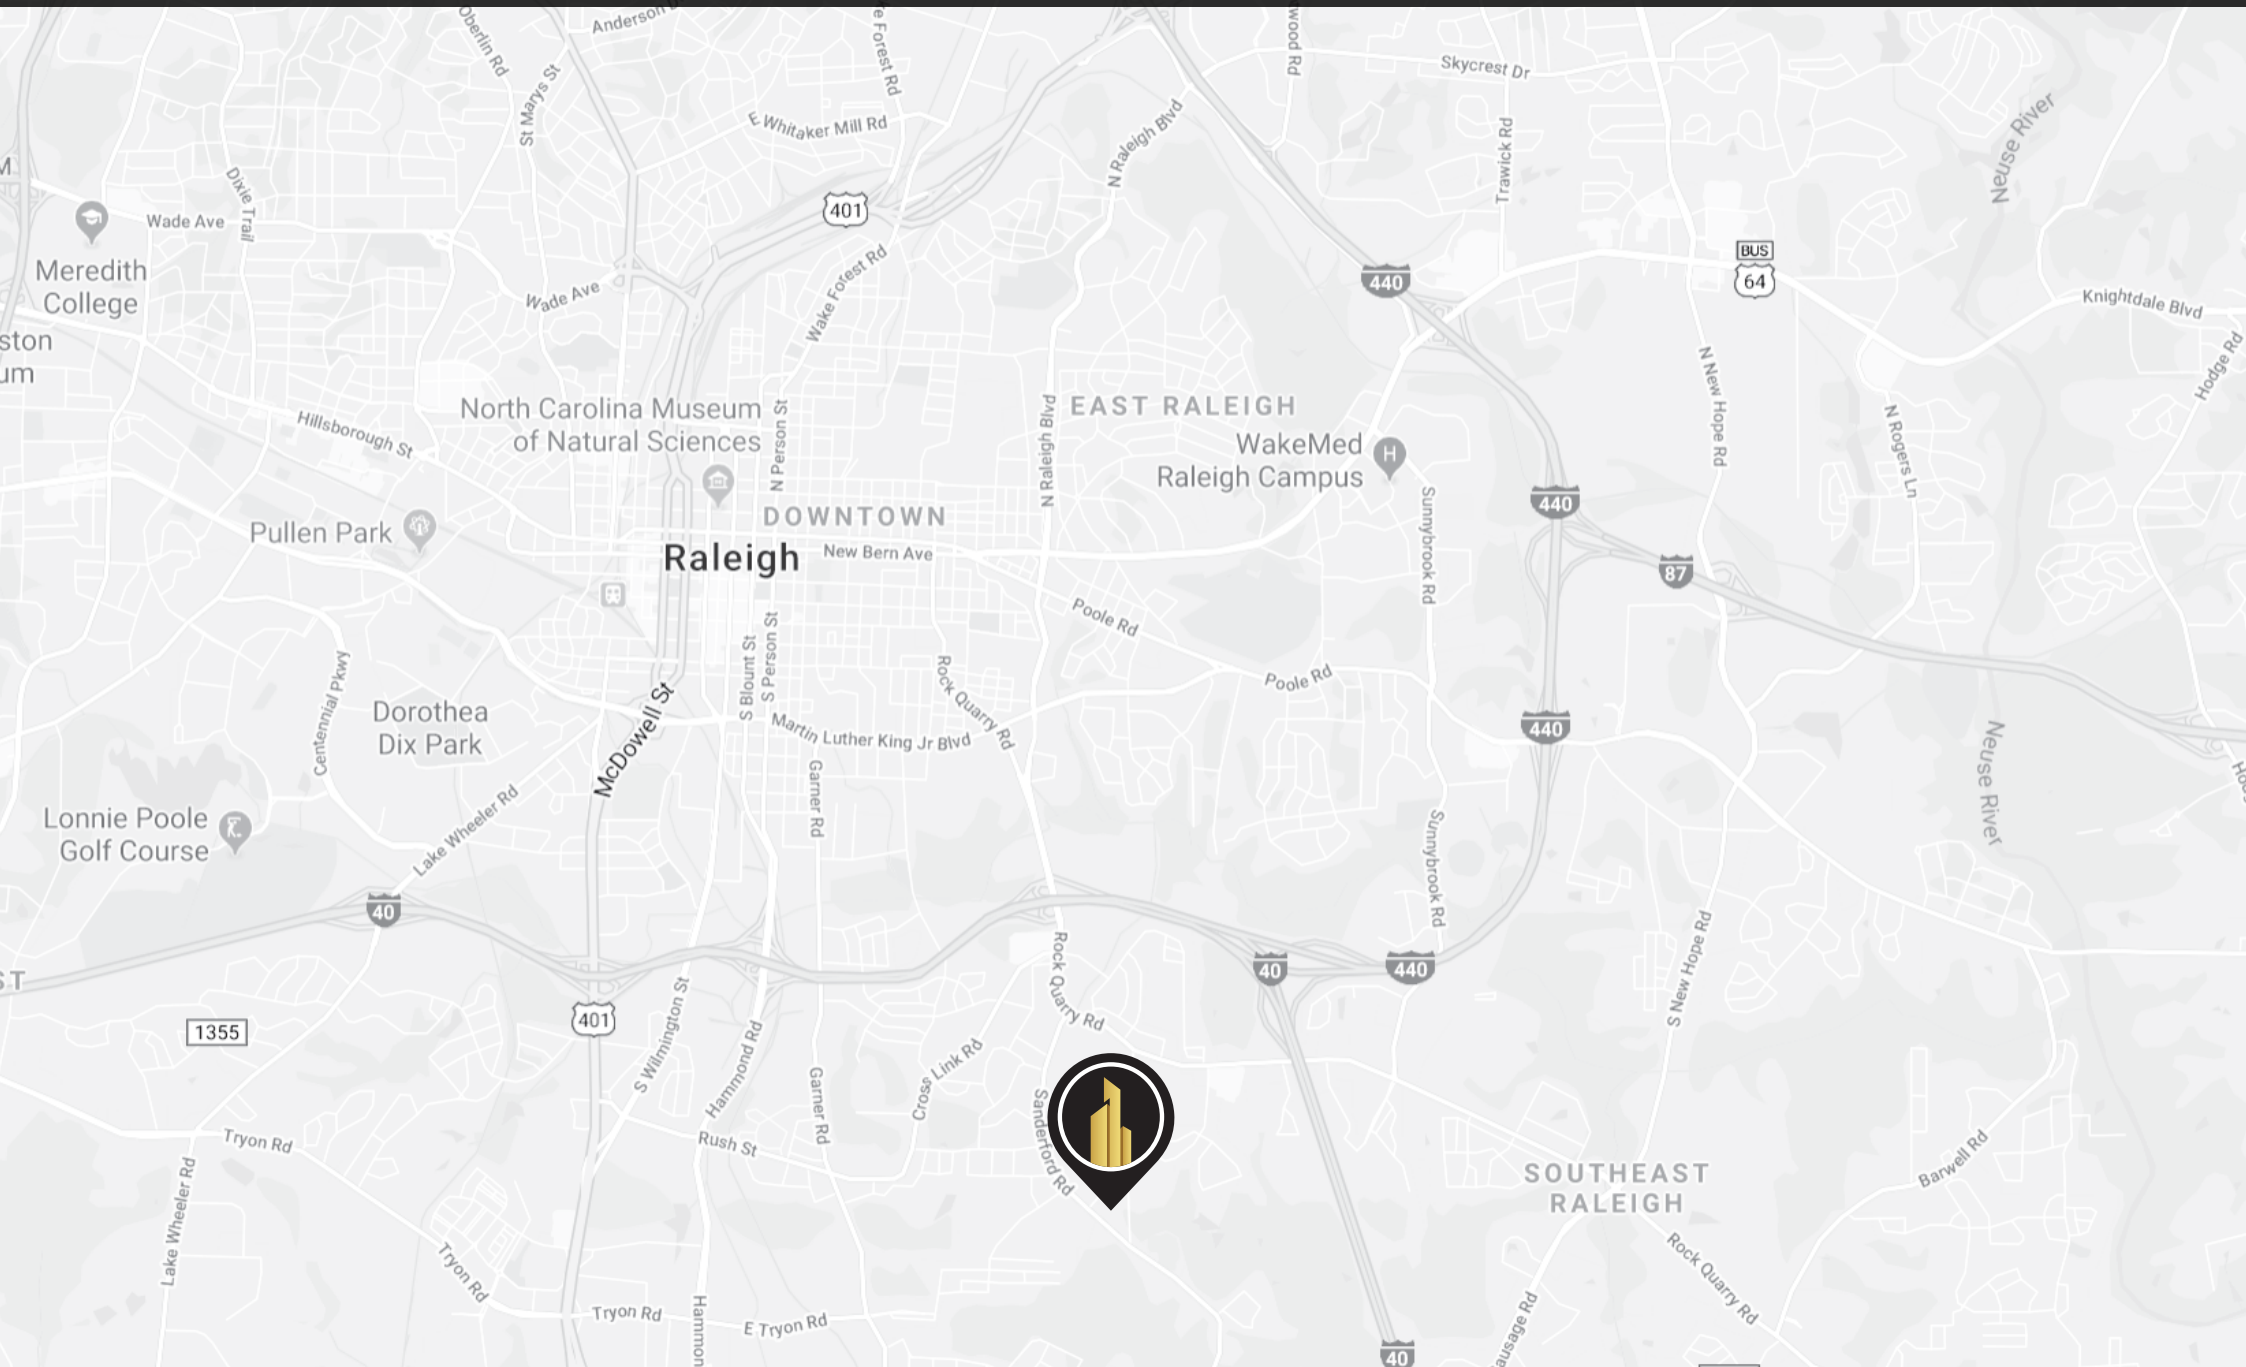 Oberlin Rd
Anderson
e Forest Rd
wood Rd
Skycrest Dr
St Marys St
E Whitaker Mill Rd
N Raleigh Blvd
Trawick Rd
Neuse River
M
Dixie Trail
Wade Ave
401
Meredith
College
Wake Forest Rd
440
BUS
64
Knightdale Blvd
Wade Ave
ston
um
Hodge Rd
N New Hope Rd
Hillsborough St
North Carolina Museum
of Natural Sciences
N Person St
N Raleigh Blvd
EAST RALEIGH
WakeMed
Raleigh Campus
H
N Rogers Ln
Sunnybrook Rd
440
Pullen Park
DOWNTOWN
Raleigh
New Bern Ave
87
Poole Rd
S Blount St
S Person St
Rock Quarry Rd
Poole Rd
Centennial Pkwy
Dorothea
Dix Park
McDowell St
Martin Luther King Jr Blvd
440
Neuse River
Garner Rd
Lonnie Poole
Golf Course
Lake Wheeler Rd
Sunnybrook Rd
40
Rock Quarry Rd
40
440
S New Hope Rd
ST
1355
401
S Wilmington St
Hammond Rd
Cross Link Rd
Garner Rd
Sanderford Rd
Tryon Rd
Rush St
SOUTHEAST
RALEIGH
Barwell Rd
Lake Wheeler Rd
Tryon Rd
Rock Quarry Rd
Tryon Rd
Hammon
E Tryon Rd
ausage Rd
40